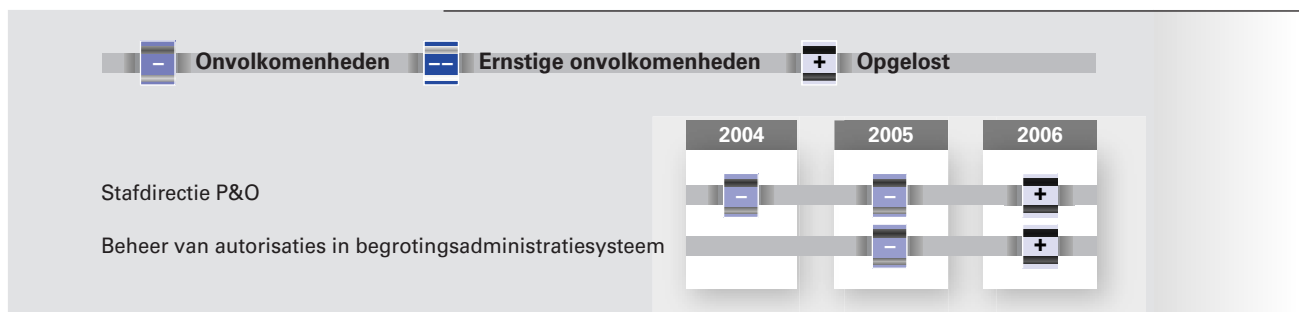 – Onvolkomenheden –– Ernstige onvolkomenheden + Opgelost
2004 2005 2006
Stafdirectie P&O – – +
Beheer van autorisaties in begrotingsadministratiesysteem – +